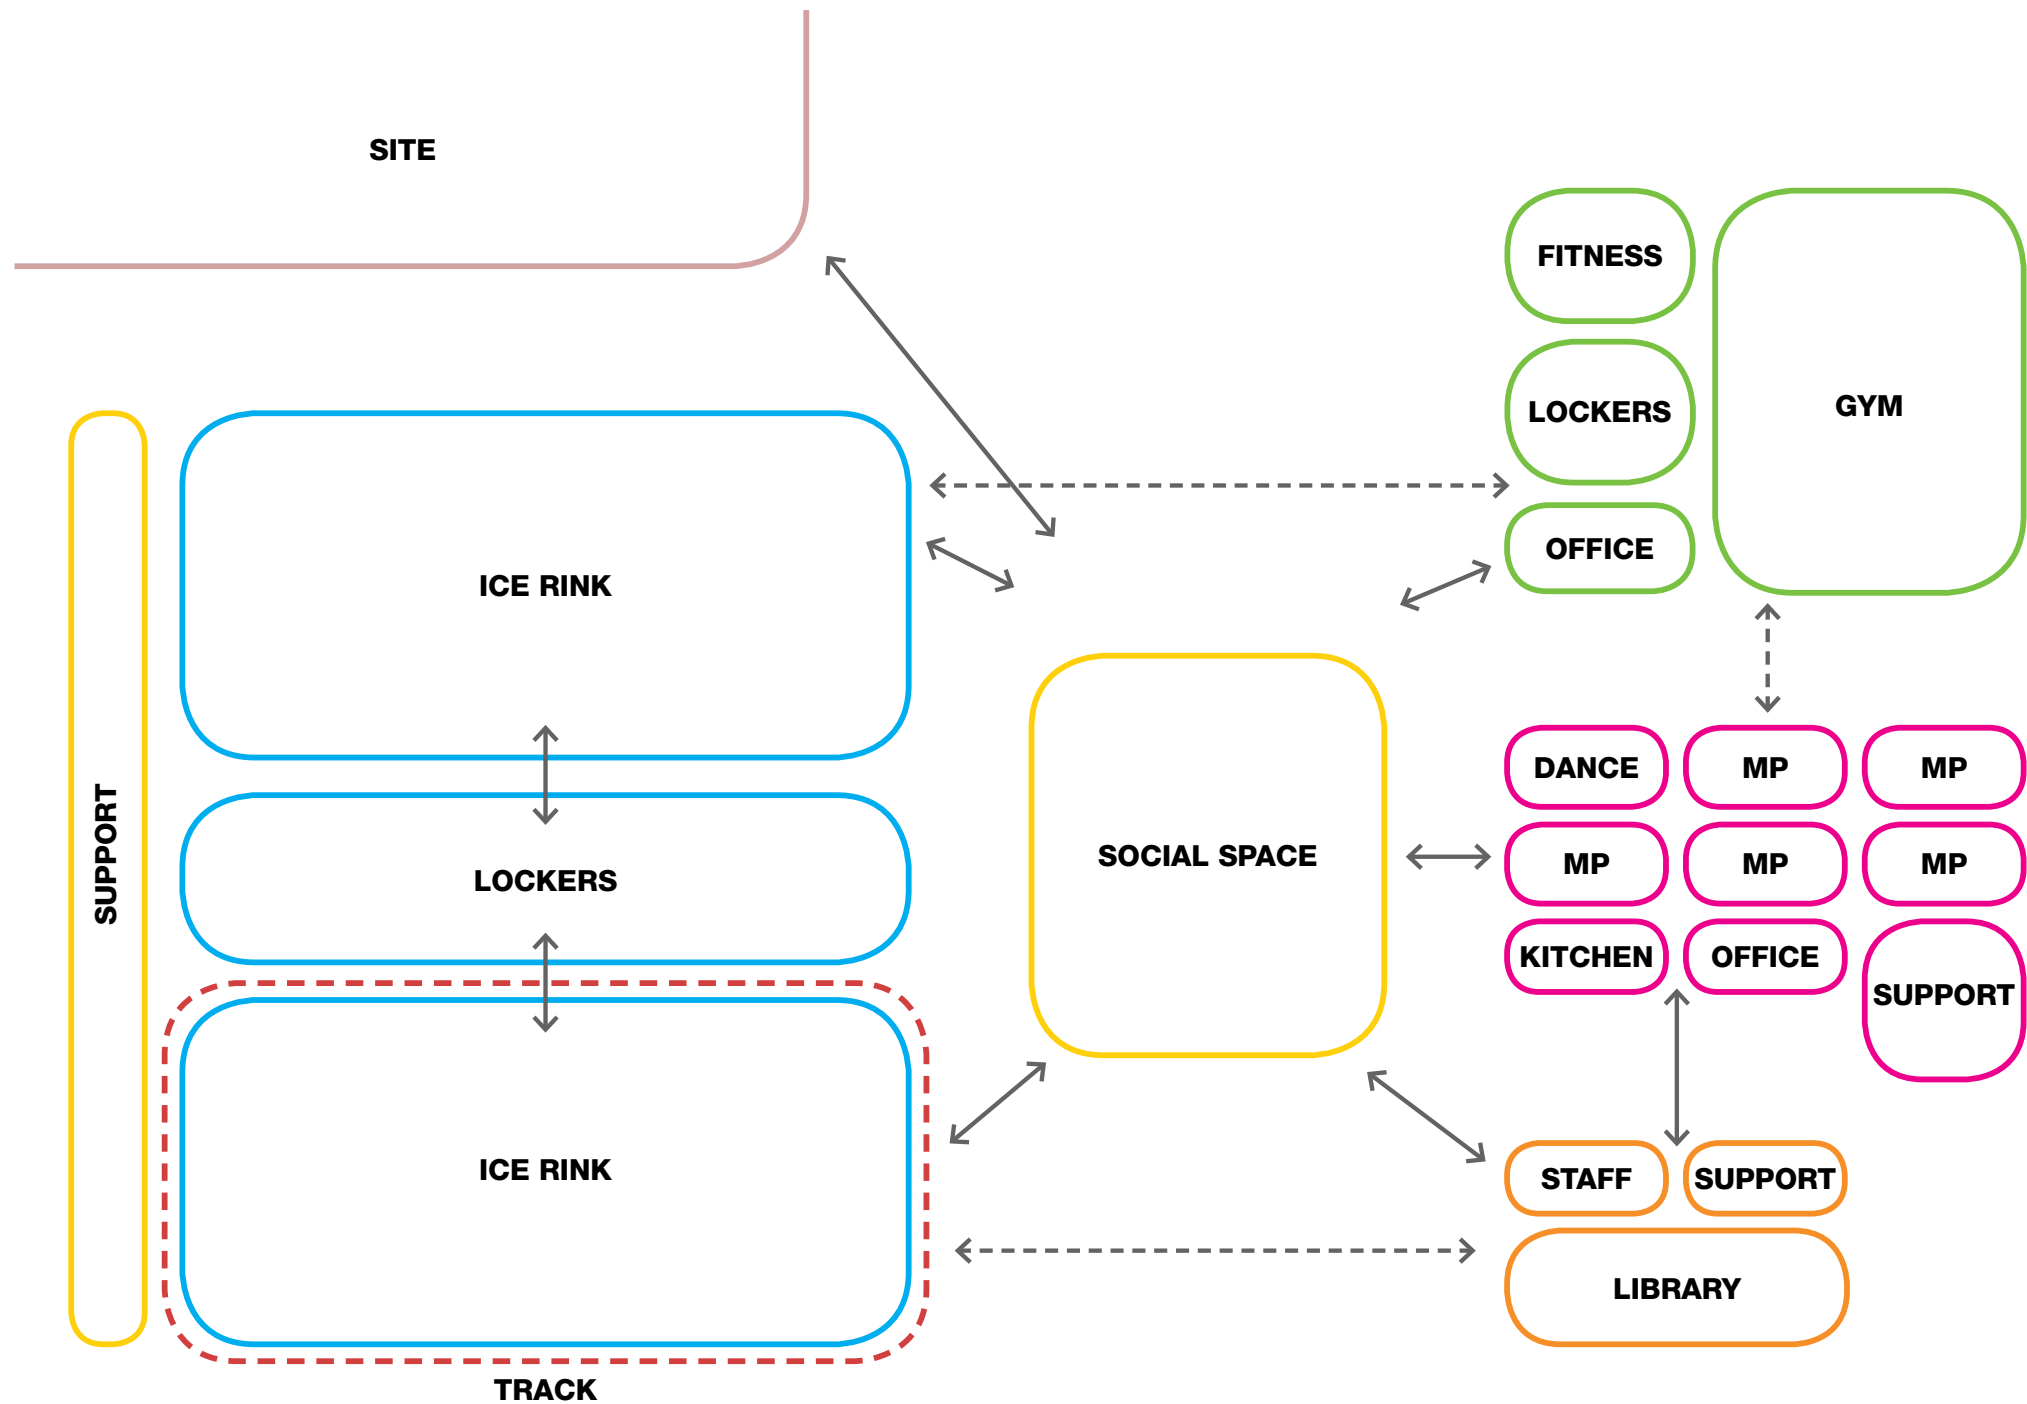 SITE
FITNESS
LOCKERS
GYM
OFFICE
ICE RINK
SUPPORT
LOCKERS
SOCIAL SPACE
DANCE
MP
MP
MP
MP
MP
KITCHEN
OFFICE
SUPPORT
ICE RINK
STAFF
SUPPORT
LIBRARY
TRACK